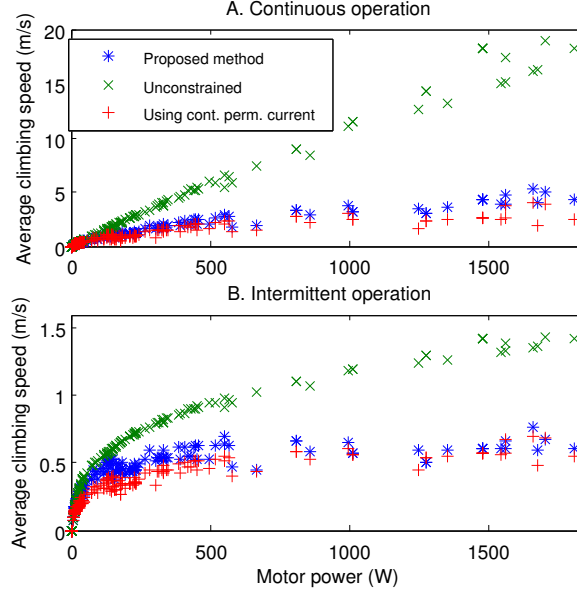 A. Continuous operation
Average climbing speed (m/s)
20
15
10
5
0
Proposed method
Unconstrained
Using cont. perm. current
0 500 1000 1500
B. Intermittent operation
Average climbing speed (m/s)
1.5
1
0.5
0
0 500 1000 1500
Motor power (W)